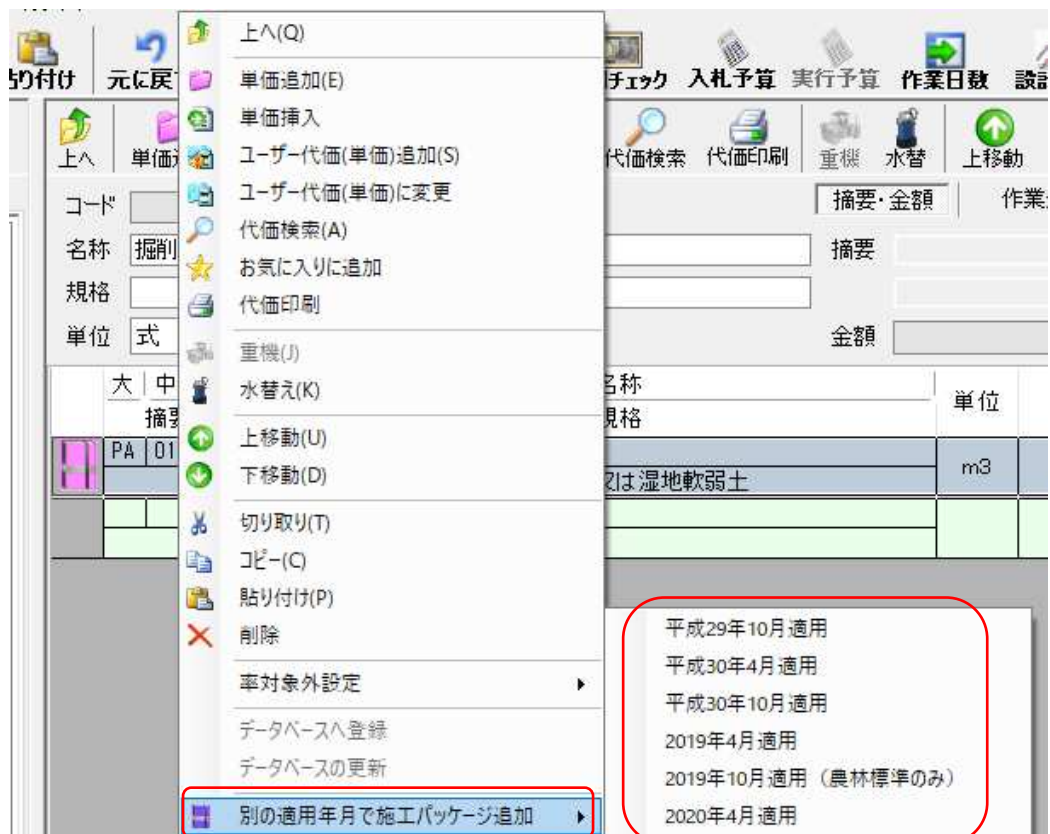 貼り付け 元に戻す チェック 入札予算 実行予算 作業日数
上へ 代価検索 代価印刷 重機 水替 上移動
コード 摘要・金額
名称 掘削 摘要
規格
単位 式 金額
大 中 名称 単位
規格
PA 01 m3
又は湿地軟弱土
上へ(Q)
単価追加(E)
単価挿入
ユーザー代価(単価)追加(S)
ユーザー代価(単価)に変更
代価検索(A)
お気に入りに追加
代価印刷
重機(J)
水替え(K)
上移動(U)
下移動(D)
切り取り(T)
コピー(C)
貼り付け(P)
削除
率対象外設定
データベースへ登録
データベースの更新
別の適用年月で施工パッケージ追加
平成29年10月適用
平成30年4月適用
平成30年10月適用
2019年4月適用
2019年10月適用（農林標準のみ）
2020年4月適用